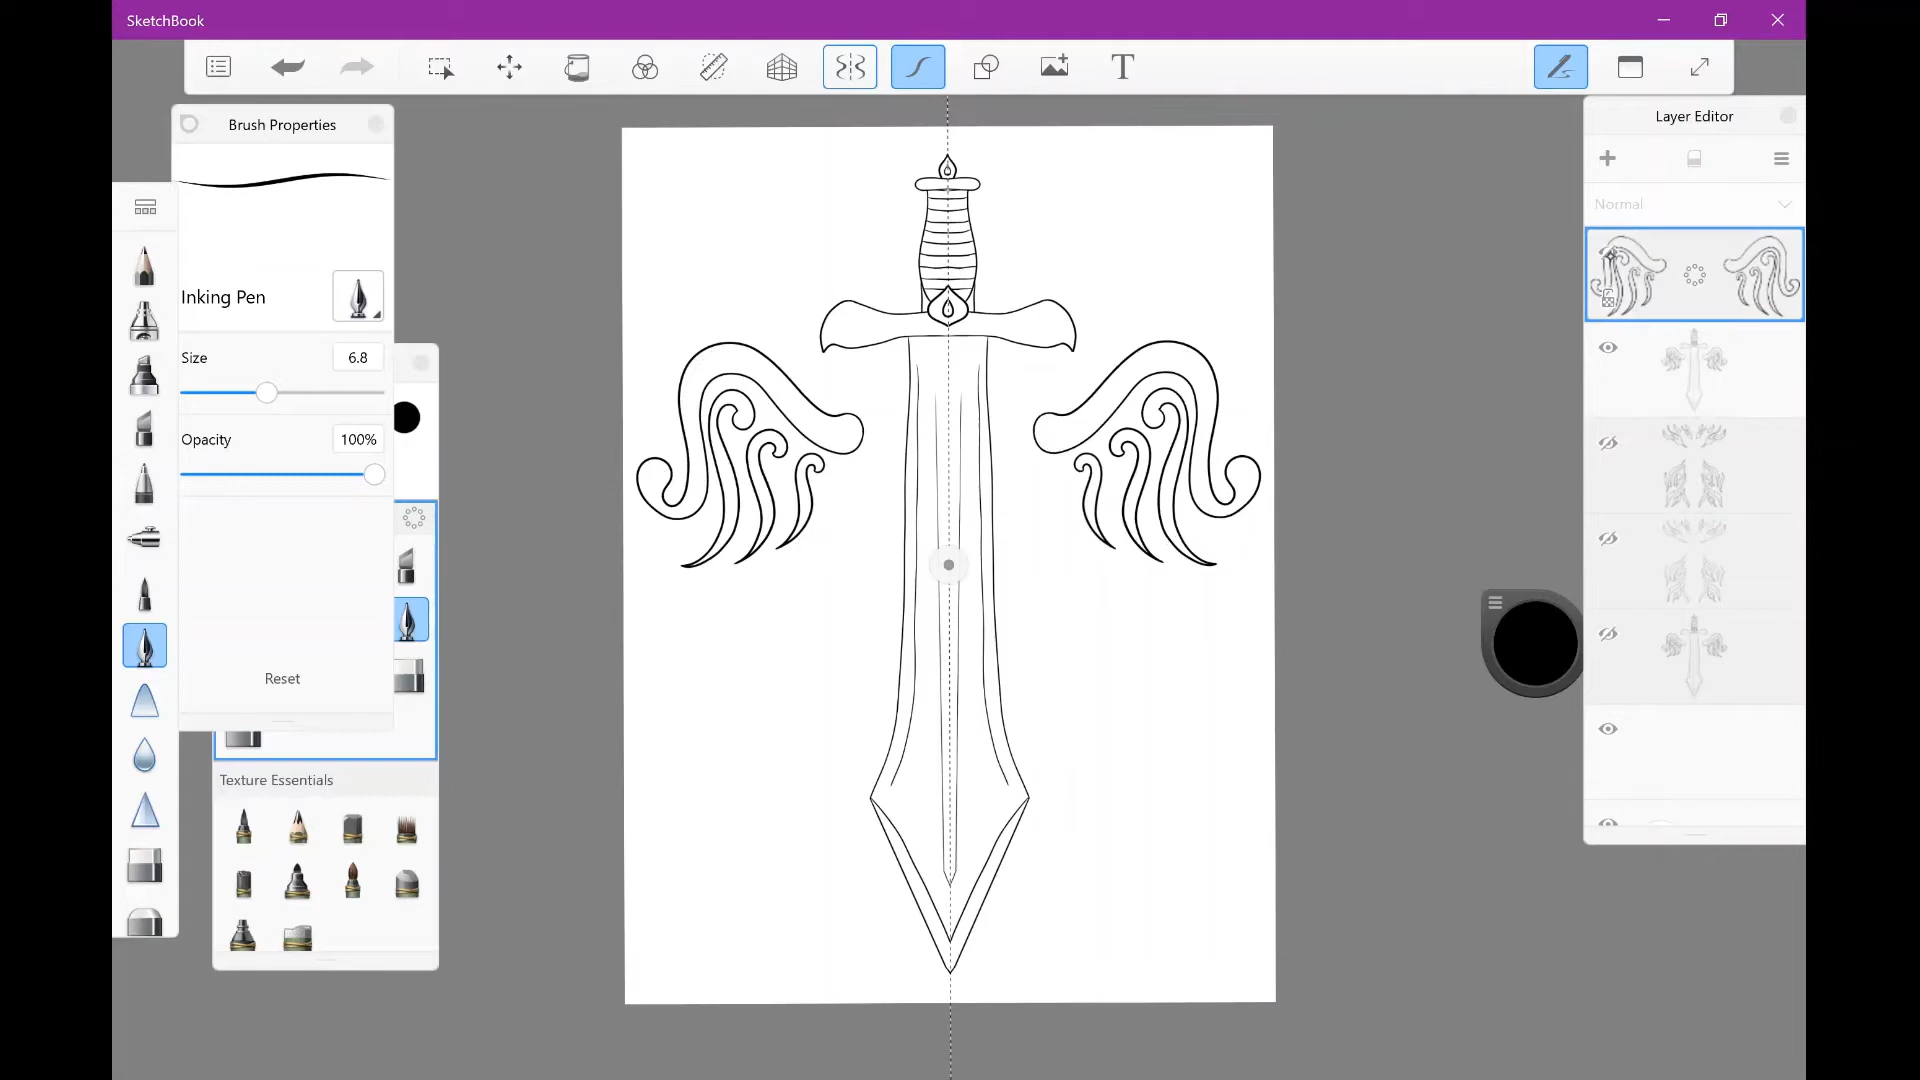 SketchBook
T
Brush Properties
Layer Editor
Normal
Inking Pen
Size 6.8
Opacity 100%
Reset
Texture Essentials